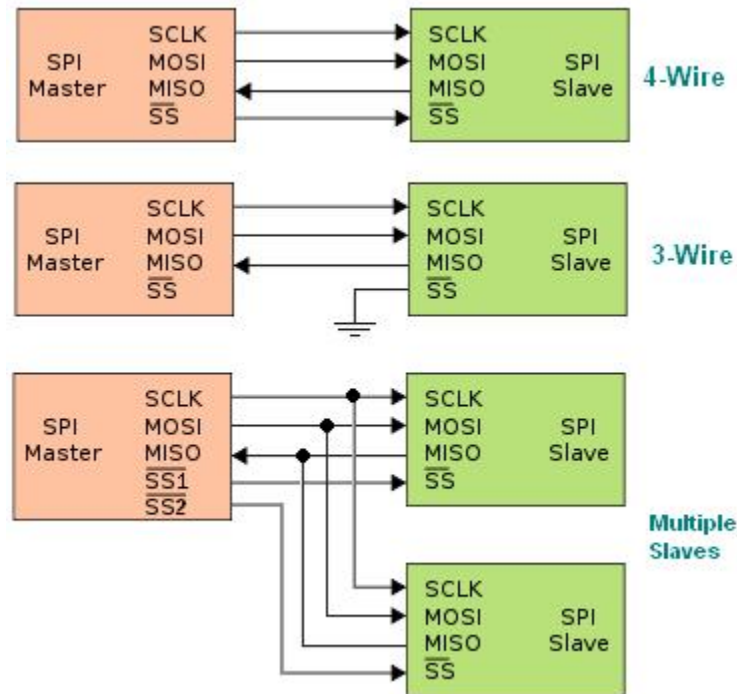 SCLK
MOSI
MISO
SS
SPI
Master
SCLK
MOSI
MISO
SS
SPI
Slave
4-Wire
SCLK
MOSI
MISO
SS
SPI
Master
SCLK
MOSI
MISO
SS
SPI
Slave
3-Wire
SCLK
MOSI
MISO
SS1
SS2
SPI
Master
SCLK
MOSI
MISO
SS
SPI
Slave
Multiple
Slaves
SCLK
MOSI
MISO
SS
SPI
Slave